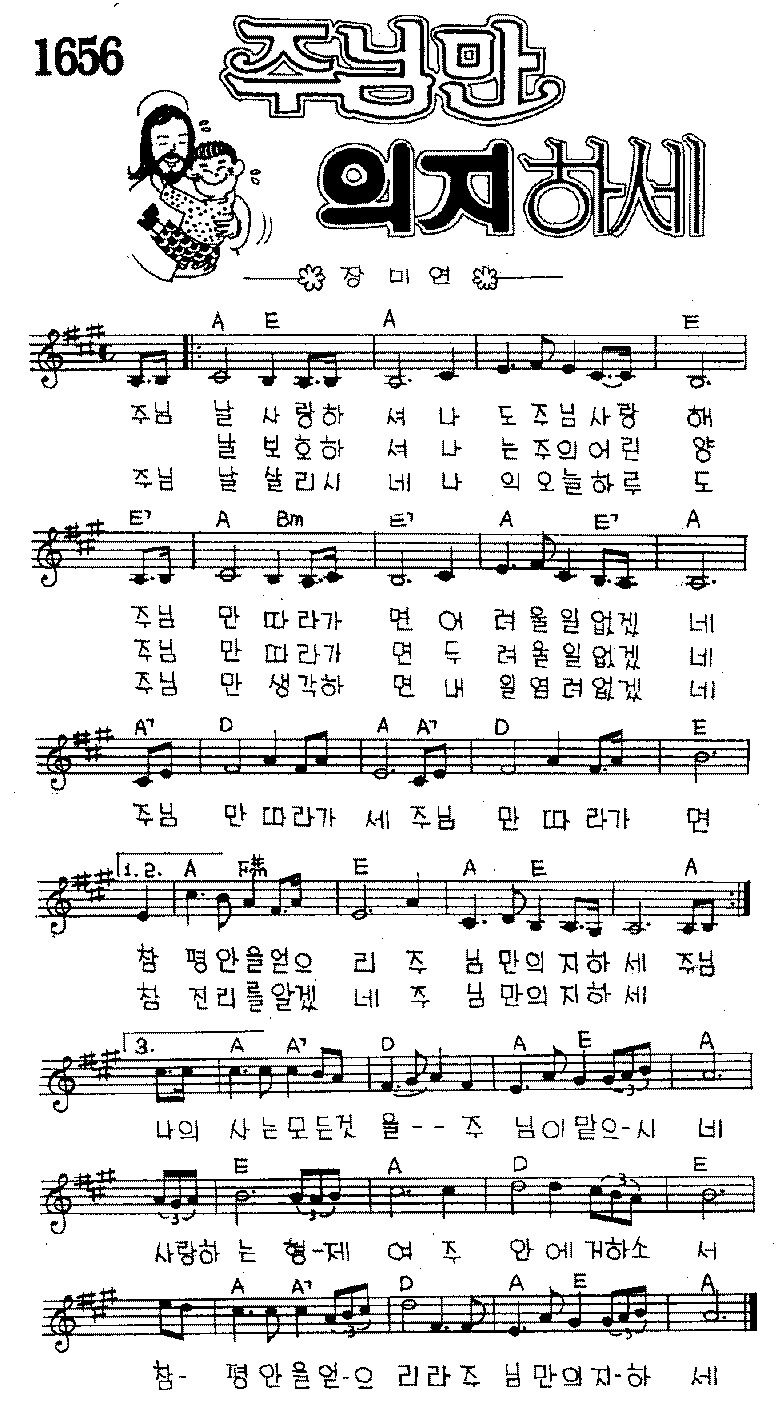 1656
주님만
의지하세
장미연
A E A E
주님 날 사랑하 셔 나 도 주님사랑 해
날 보호하 셔 나 는 주의어린 양
주님 날 살리시 네 나 의 오늘하루 도
E7 A Bm E7 A E7 A
주님 만 따라가 면 어 려울일없겠 네
주님 만 따라가 면 두 려울일없겠 네
주님 만 생각하 면 내 일염려없겠 네
A7 D A A7 D E
주님 만 따라가 세 주님 만 따라가 면
1.2. A F#m E A E A
참 평안을얻으 리 주 님만의지하세 주님
참 진리를알겠 네 주 님만의지하세
3. A A7 D A E A
나의 사는모든것 을--주 님이맡으-시 네
E A D E
3 3 3
사랑하 는 형-제 여 주 안에거하소 서
A A7 D A E A
참- 평안을얻-으 리라주 님만의지-하 세